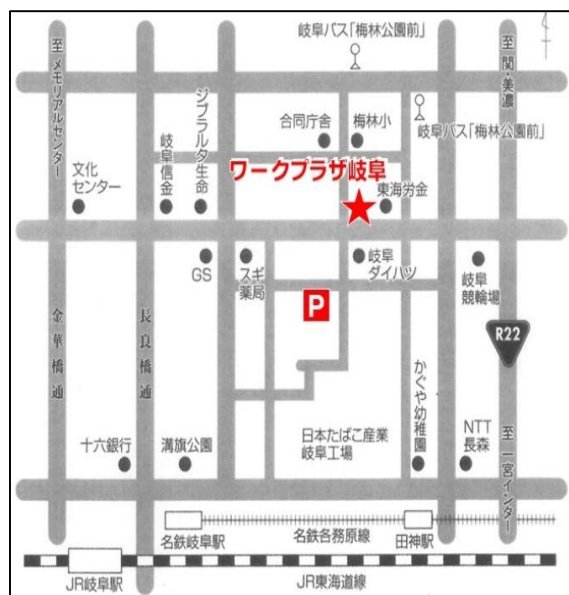 岐阜バス「梅林公園前」
至メモリアルセンター
至関・美濃
ジブラルタ生命
合同庁舎
梅林小
岐阜バス「梅林公園前」
岐阜信金
ワークプラザ岐阜
文化
センター
東海労金
GS
スギ
薬局
岐阜
ダイハツ
岐阜
競輪場
P
金華橋通
長良橋通
R22
かぐや幼稚園
十六銀行
溝旗公園
日本たばこ産業
岐阜工場
NTT
長森
至一宮インター
名鉄岐阜駅
名鉄各務原線
田神駅
JR岐阜駅
JR東海道線